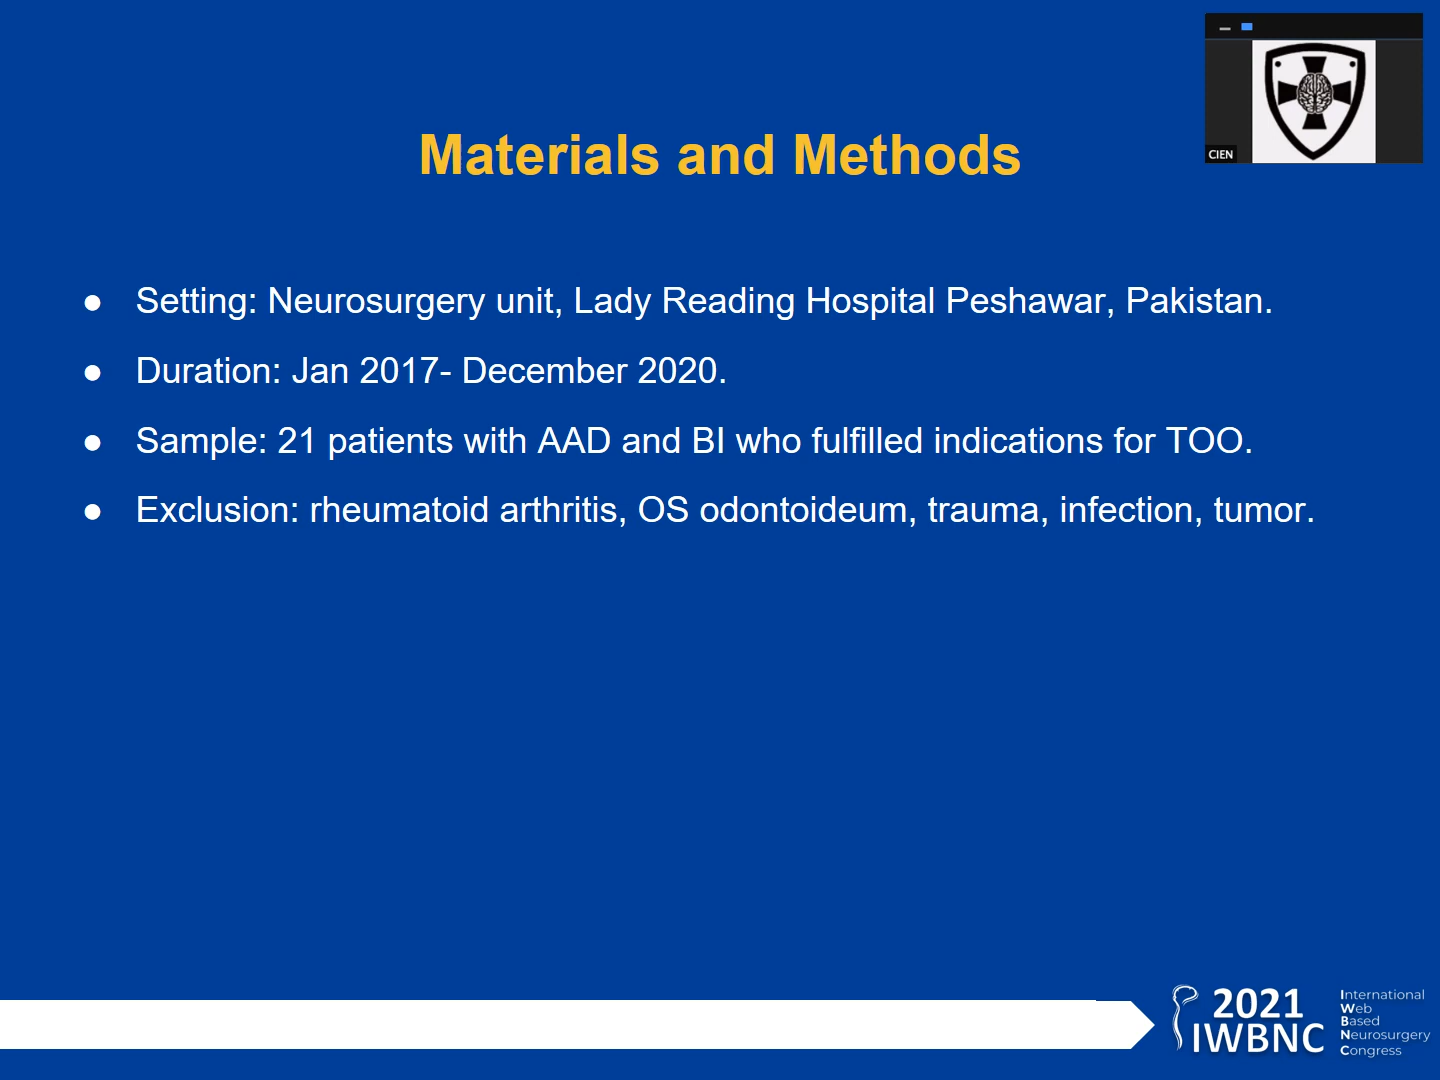 CIEN
Materials and Methods
● Setting: Neurosurgery unit, Lady Reading Hospital Peshawar, Pakistan.
● Duration: Jan 2017- December 2020.
● Sample: 21 patients with AAD and BI who fulfilled indications for TOO.
● Exclusion: rheumatoid arthritis, OS odontoideum, trauma, infection, tumor.
2021
IWBNC
International
Web
Based
Neurosurgery
Congress